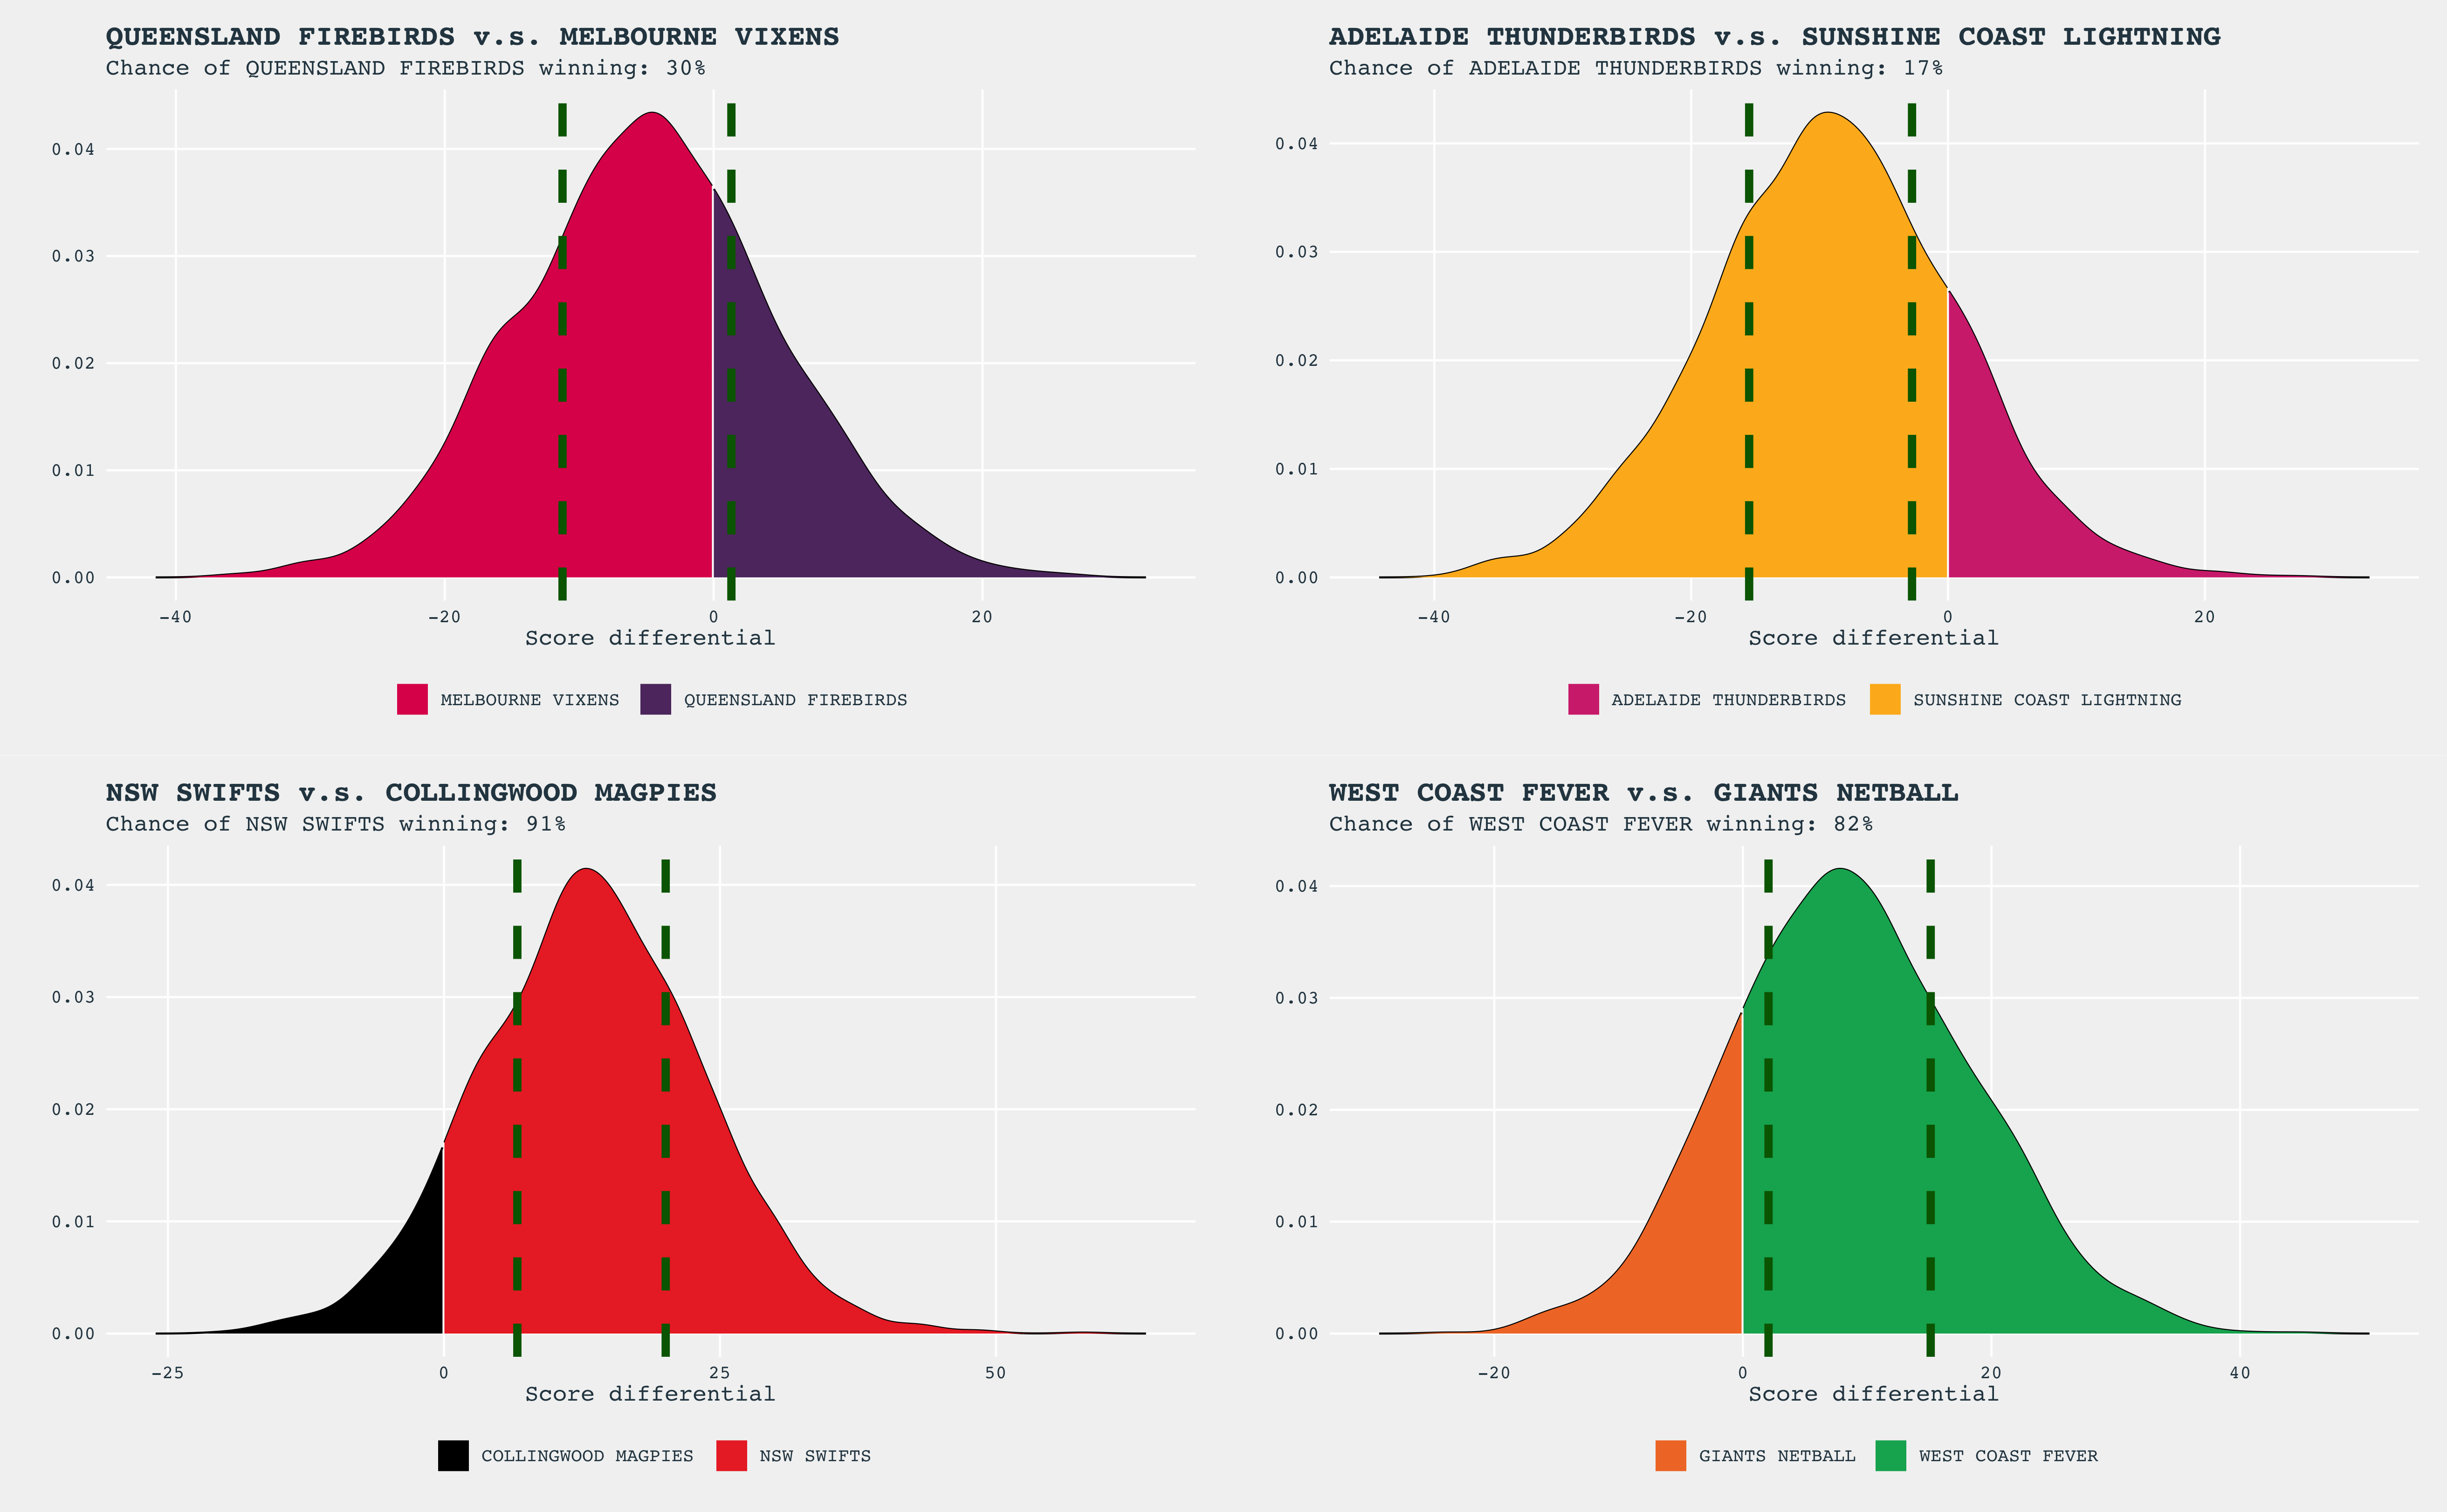 QUEENSLAND FIREBIRDS v.s. MELBOURNE VIXENS
Chance of QUEENSLAND FIREBIRDS winning: 30%
0.04
0.03
0.02
0.01
0.00
-40 -20 0 20
Score differential
MELBOURNE VIXENS QUEENSLAND FIREBIRDS
ADELAIDE THUNDERBIRDS v.s. SUNSHINE COAST LIGHTNING
Chance of ADELAIDE THUNDERBIRDS winning: 17%
0.04
0.03
0.02
0.01
0.00
-40 -20 0 20
Score differential
ADELAIDE THUNDERBIRDS SUNSHINE COAST LIGHTNING
NSW SWIFTS v.s. COLLINGWOOD MAGPIES
Chance of NSW SWIFTS winning: 91%
0.04
0.03
0.02
0.01
0.00
-25 0 25 50
Score differential
COLLINGWOOD MAGPIES NSW SWIFTS
WEST COAST FEVER v.s. GIANTS NETBALL
Chance of WEST COAST FEVER winning: 82%
0.04
0.03
0.02
0.01
0.00
-20 0 20 40
Score differential
GIANTS NETBALL WEST COAST FEVER